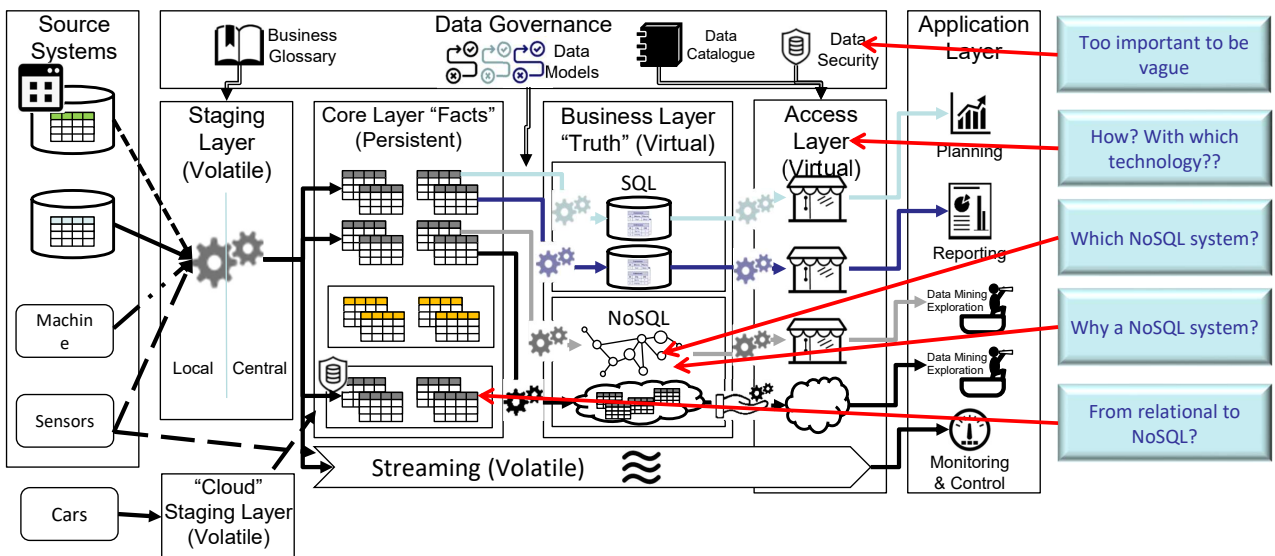 Source
Systems
Machin
e
Sensors
Cars
Data Governance
Business
Glossary
Data
Models
Data
Catalogue
Data
Security
Staging
Layer
(Volatile)
Local
Central
"Cloud"
Staging Layer
(Volatile)
Core Layer “Facts”
(Persistent)
Business Layer
“Truth” (Virtual)
SQL
NoSQL
Access
Layer
(Virtual)
Streaming (Volatile)
Application
Layer
Planning
Reporting
Data Mining
Exploration
Data Mining
Exploration
Monitoring
& Control
Too important to be
vague
How? With which
technology??
Which NoSQL system?
Why a NoSQL system?
From relational to
NoSQL?